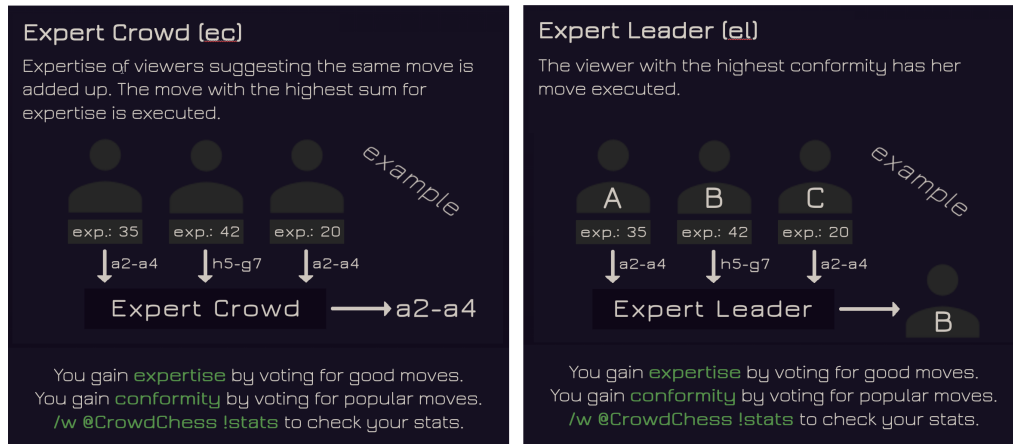 Expert Crowd (ec)
Expertise of viewers suggesting the same move is
added up. The move with the highest sum for
expertise is executed.
example
exp.: 35
exp.: 42
exp.: 20
a2-a4
h5-g7
a2-a4
Expert Crowd
a2-a4
You gain expertise by voting for good moves.
You gain conformity by voting for popular moves.
/w @CrowdChess !stats to check your stats.
Expert Leader (el)
The viewer with the highest conformity has her
move executed.
example
A
B
C
exp.: 35
exp.: 42
exp.: 20
a2-a4
h5-g7
a2-a4
Expert Leader
B
You gain expertise by voting for good moves.
You gain conformity by voting for popular moves.
/w @CrowdChess !stats to check your stats.